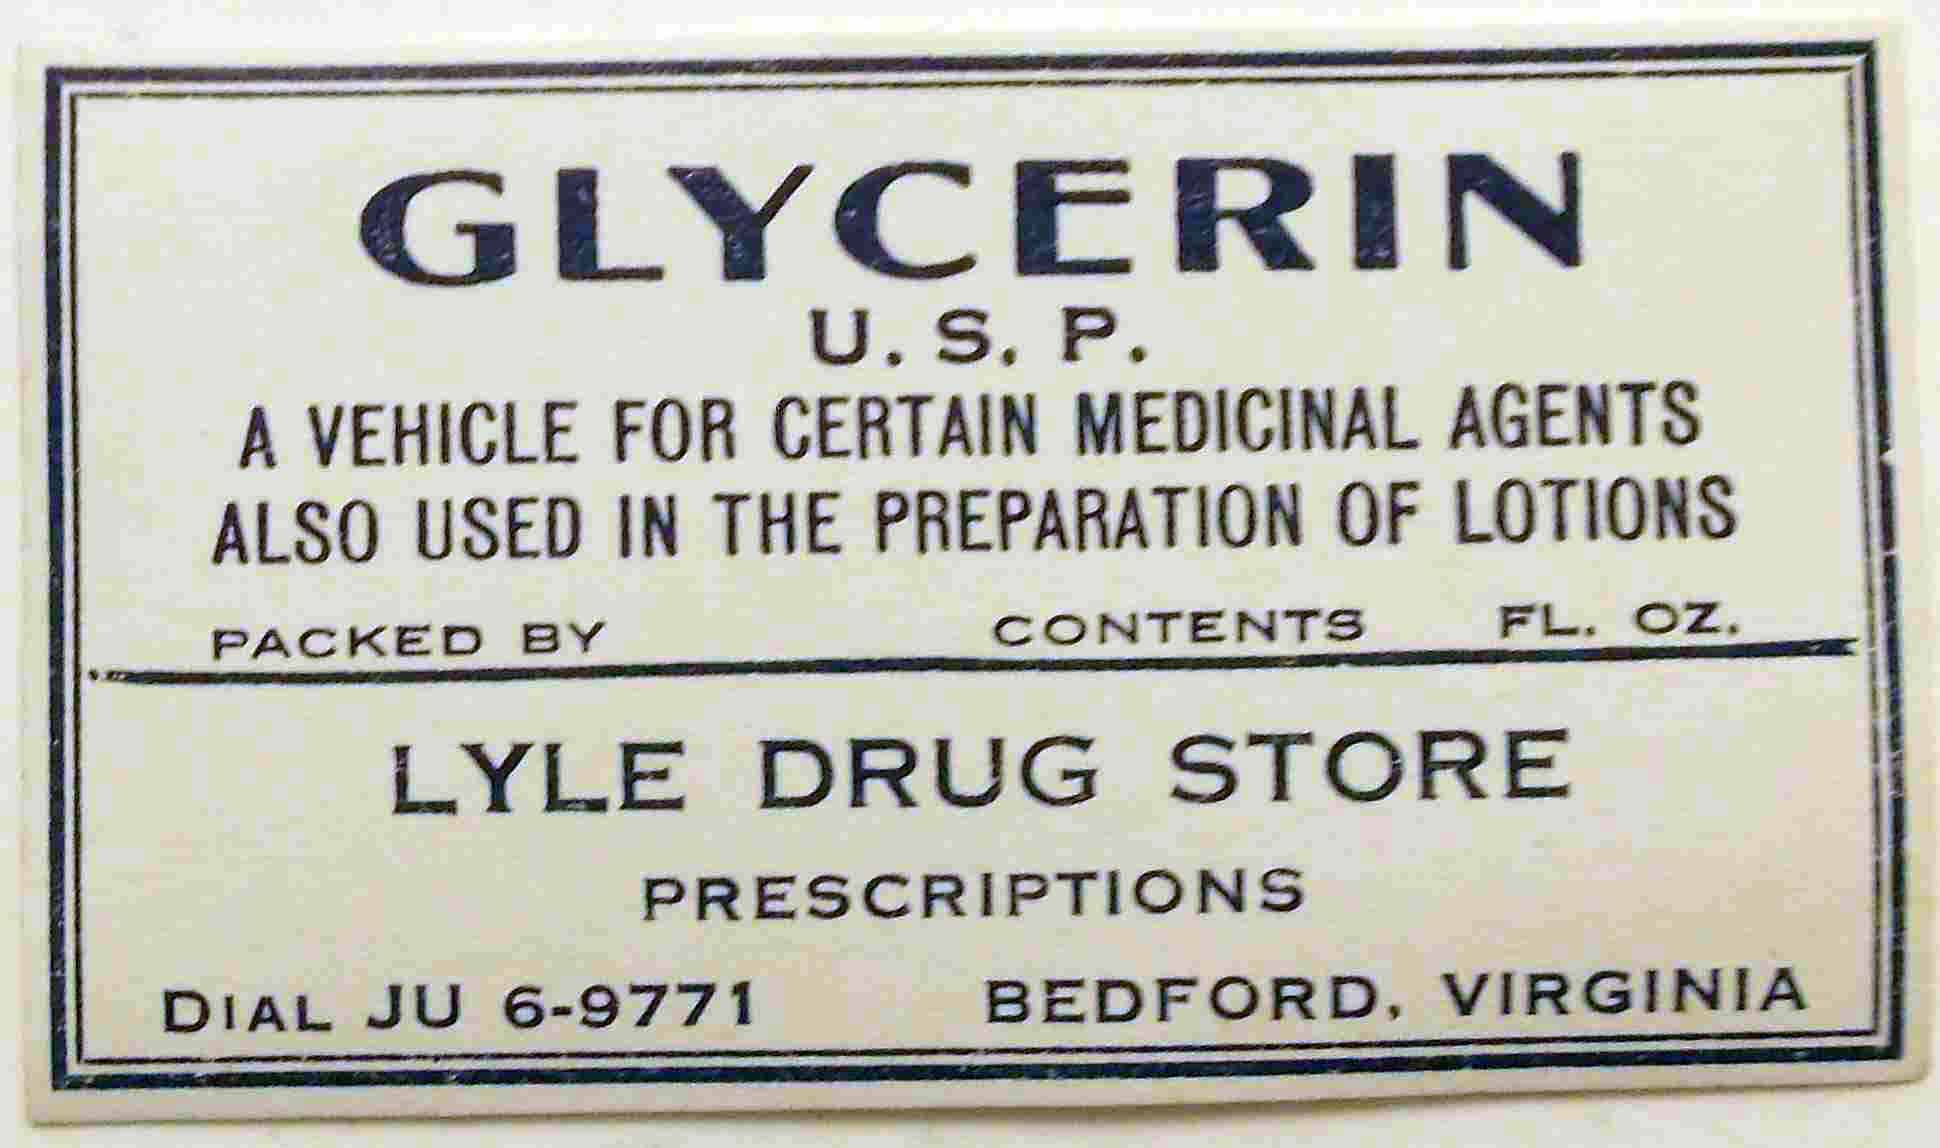 GLYCERIN
U. S. P.
A VEHICLE FOR CERTAIN MEDICINAL AGENTS
ALSO USED IN THE PREPARATION OF LOTIONS
PACKED BY CONTENTS FL. OZ.
LYLE DRUG STORE
PRESCRIPTIONS
DIAL JU 6-9771 BEDFORD, VIRGINIA